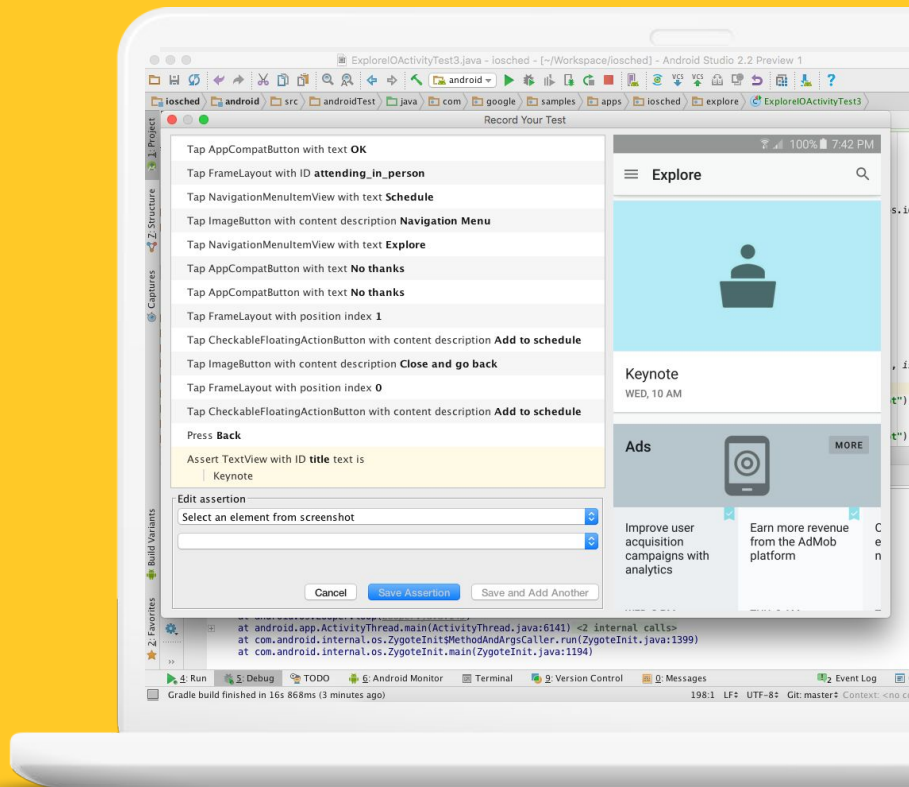 ExploreIOActivityTest3.java - iosched - [~/Workspace/iosched] - Android Studio 2.2 Preview 1
android
VCS VCS
iosched android src androidTest java com google samples apps iosched explore ExploreIOActivityTest3
1: Project
Z: Structure
Captures
Build Variants
2: Favorites
Record Your Test
Tap AppCompatButton with text OK
Tap FrameLayout with ID attending_in_person
Tap NavigationMenuItemView with text Schedule
Tap ImageButton with content description Navigation Menu
Tap NavigationMenuItemView with text Explore
Tap AppCompatButton with text No thanks
Tap AppCompatButton with text No thanks
Tap FrameLayout with position index 1
Tap CheckableFloatingActionButton with content description Add to schedule
Tap ImageButton with content description Close and go back
Tap FrameLayout with position index 0
Tap CheckableFloatingActionButton with content description Add to schedule
Press Back
Assert TextView with ID title text is
Keynote
Edit assertion
Select an element from screenshot
Cancel Save Assertion Save and Add Another
100% 7:42 PM
Explore
Keynote
WED, 10 AM
Ads MORE
Improve user
acquisition
campaigns with
analytics
Earn more revenue
from the AdMob
platform
at android.app.ActivityThread.main(ActivityThread.java:6141) <2 internal calls>
at com.android.internal.os.ZygoteInit$MethodAndArgsCaller.run(ZygoteInit.java:1399)
at com.android.internal.os.ZygoteInit.main(ZygoteInit.java:1194)
4: Run 5: Debug TODO 6: Android Monitor Terminal 9: Version Control 0: Messages 2 Event Log
Gradle build finished in 16s 868ms (3 minutes ago) 198:1 LF UTF-8 Git: master Context: